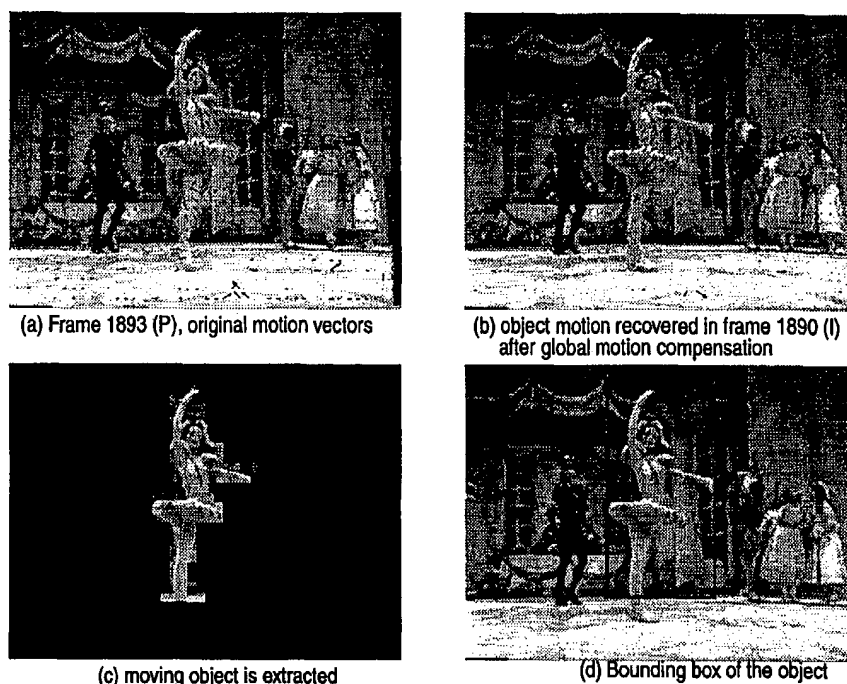 (a) Frame 1893 (P), original motion vectors
(b) object motion recovered in frame 1890 (I)
after global motion compensation
(c) moving object is extracted
(d) Bounding box of the object